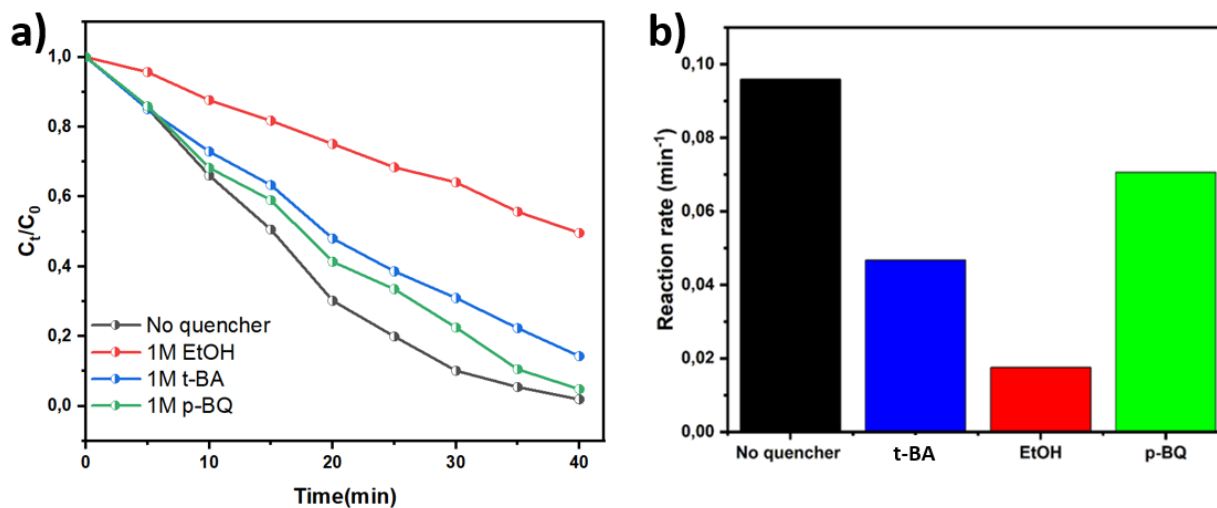 a)
1,0
0,8
0,6
0,4
0,2
0,0
Ct/C0
No quencher
1M EtOH
1M t-BA
1M p-BQ
0 10 20 30 40
Time(min)
b)
0,10
0,08
0,06
0,04
0,02
0,00
Reaction rate (min-1)
No quencher t-BA EtOH p-BQ